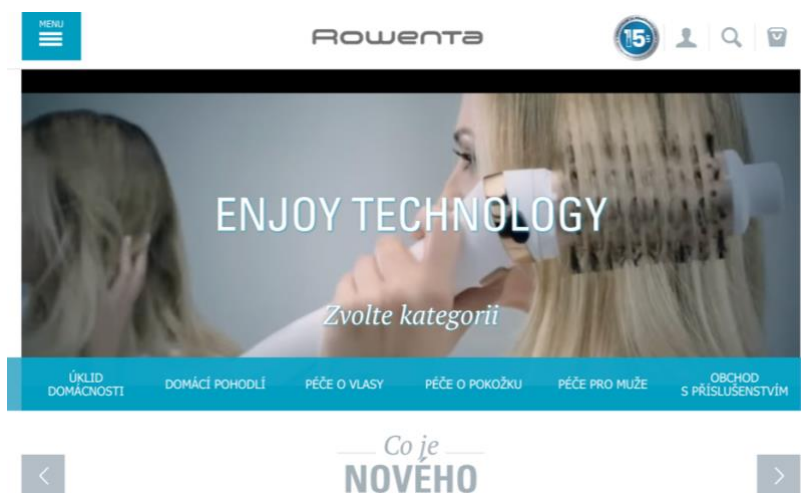 MENU
Rowenta
15
ENJOY TECHNOLOGY
Zvolte kategorii
ÚKLID
DOMÁCNOSTI
DOMÁCÍ POHODLÍ
PÉČE O VLASY
PÉČE O POKOŽKU
PÉČE PRO MUŽE
OBCHOD
S PŘÍSLUŠENSTVÍM
Co je
NOVÉHO